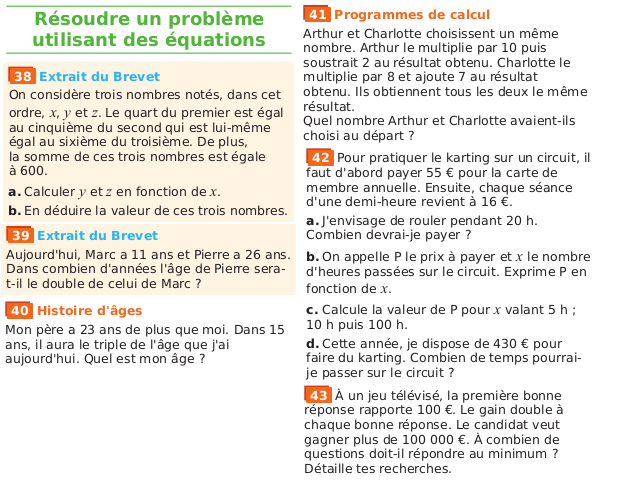 Résoudre un problème
utilisant des équations
38 Extrait du Brevet
On considère trois nombres notés, dans cet
ordre, x, y et z. Le quart du premier est égal
au cinquième du second qui est lui-même
égal au sixième du troisième. De plus,
la somme de ces trois nombres est égale
à 600.
a. Calculer y et z en fonction de x.
b. En déduire la valeur de ces trois nombres.
39 Extrait du Brevet
Aujourd'hui, Marc a 11 ans et Pierre a 26 ans.
Dans combien d'années l'âge de Pierre sera-
t-il le double de celui de Marc ?
40 Histoire d'âges
Mon père a 23 ans de plus que moi. Dans 15
ans, il aura le triple de l'âge que j'ai
aujourd'hui. Quel est mon âge ?
41 Programmes de calcul
Arthur et Charlotte choisissent un même
nombre. Arthur le multiplie par 10 puis
soustrait 2 au résultat obtenu. Charlotte le
multiplie par 8 et ajoute 7 au résultat
obtenu. Ils obtiennent tous les deux le même
résultat.
Quel nombre Arthur et Charlotte avaient-ils
choisi au départ ?
42 Pour pratiquer le karting sur un circuit, il
faut d'abord payer 55 € pour la carte de
membre annuelle. Ensuite, chaque séance
d'une demi-heure revient à 16 €.
a. J'envisage de rouler pendant 20 h.
Combien devrai-je payer ?
b. On appelle P le prix à payer et x le nombre
d'heures passées sur le circuit. Exprime P en
fonction de x.
c. Calcule la valeur de P pour x valant 5 h ;
10 h puis 100 h.
d. Cette année, je dispose de 430 € pour
faire du karting. Combien de temps pourrai-
je passer sur le circuit ?
43 À un jeu télévisé, la première bonne
réponse rapporte 100 €. Le gain double à
chaque bonne réponse. Le candidat veut
gagner plus de 100 000 €. À combien de
questions doit-il répondre au minimum ?
Détaille tes recherches.